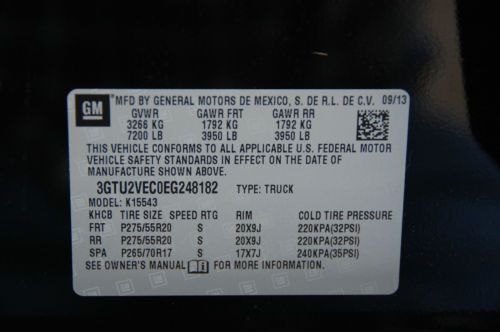 GM
MFD BY GENERAL MOTORS DE MEXICO, S. DE R.L. DE C.V. 09/13
GVWR GAWR FRT GAWR RR
3266 KG 1792 KG 1792 KG
7200 LB 3950 LB 3950 LB
THIS VEHICLE CONFORMS TO ALL APPLICABLE U.S. FEDERAL MOTOR
VEHICLE SAFETY STANDARDS IN EFFECT ON THE DATE OF
MANUFACTURE SHOWN ABOVE.
3GTU2VEC0EG248182 TYPE: TRUCK
MODEL: K15543
KHCB TIRE SIZE SPEED RTG RIM COLD TIRE PRESSURE
FRT P275/55R20 S 20X9J 220KPA(32PSI)
RR P275/55R20 S 20X9J 220KPA(32PSI)
SPA P265/70R17 S 17X7J 240KPA(35PSI)
SEE OWNER'S MANUAL FOR MORE INFORMATION.